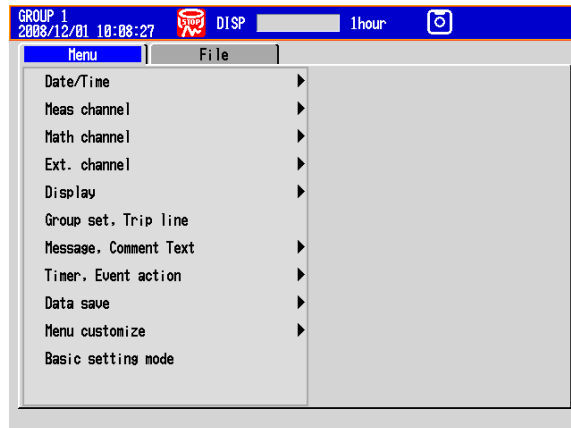 GROUP 1
2008/12/01 10:08:27 STOP DISP 1hour
Menu File
Date/Time
Meas channel
Math channel
Ext. channel
Display
Group set, Trip line
Message, Comment Text
Timer, Event action
Data save
Menu customize
Basic setting mode